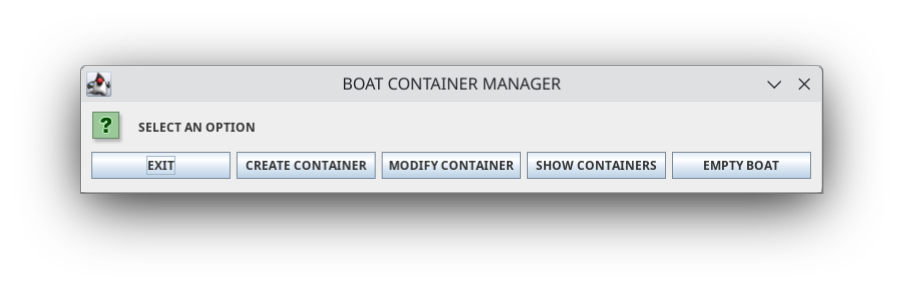 BOAT CONTAINER MANAGER
?
SELECT AN OPTION
EXIT CREATE CONTAINER MODIFY CONTAINER SHOW CONTAINERS EMPTY BOAT